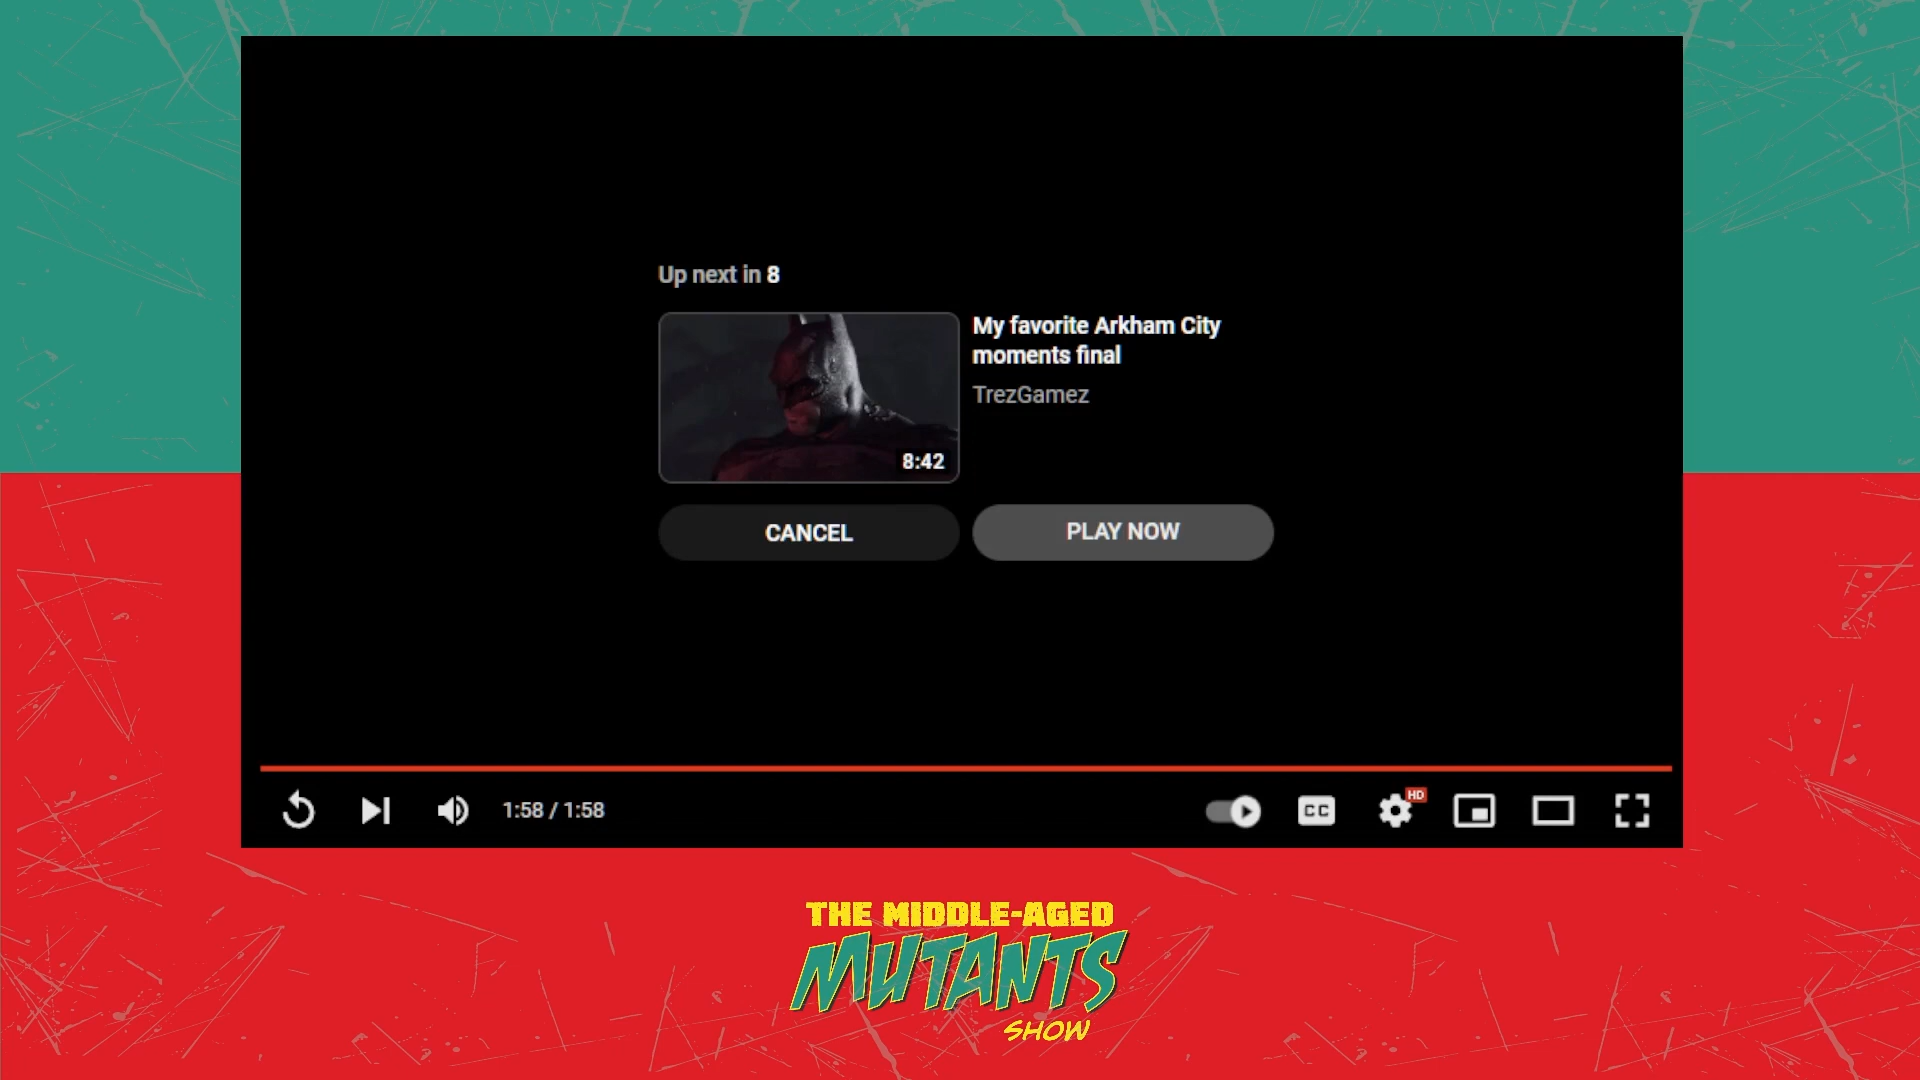 Up next in 8
My favorite Arkham City
moments final
TrezGamez
8:42
CANCEL
PLAY NOW
1:58 / 1:58
CC
HD
THE MIDDLE-AGED
MUTANTS
SHOW